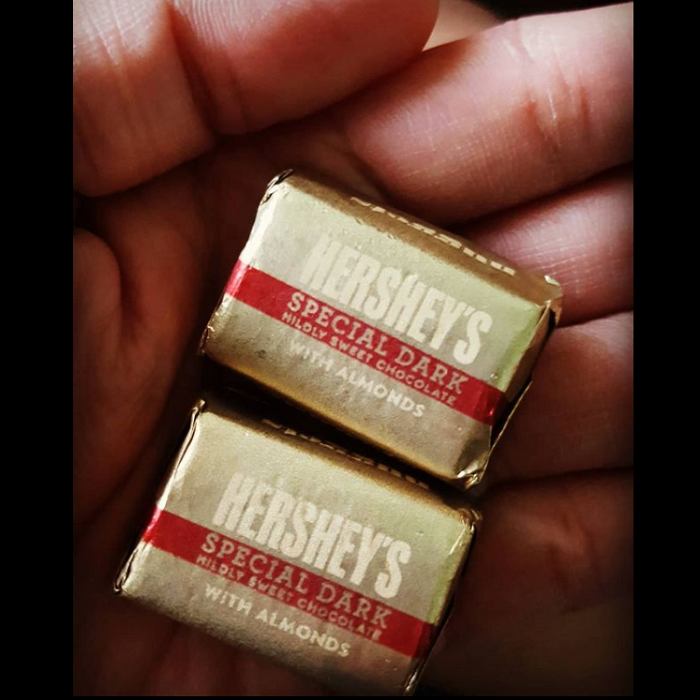 HERSHEY'S
SPECIAL DARK
MILDLY SWEET CHOCOLATE
WITH ALMONDS
HERSHEY'S
SPECIAL DARK
MILDLY SWEET CHOCOLATE
WITH ALMONDS